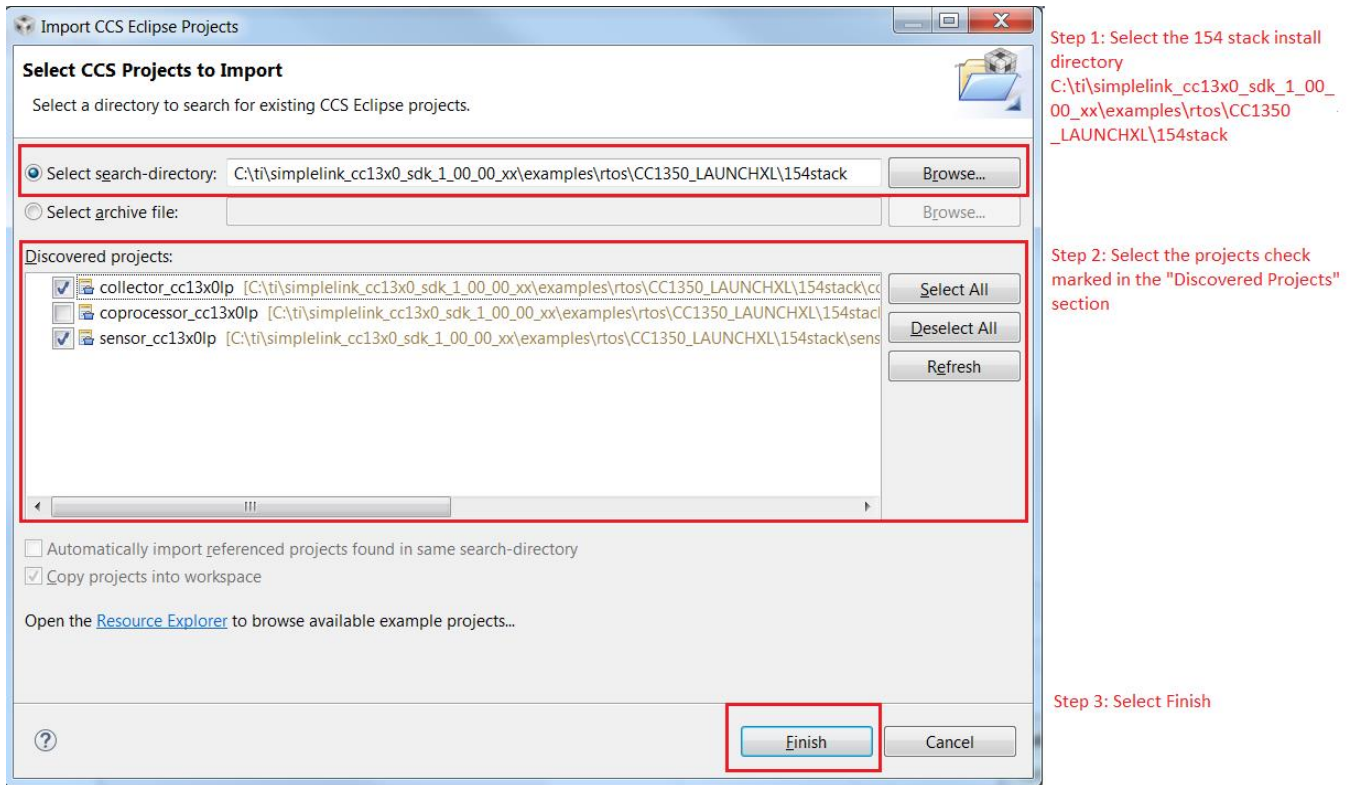 Import CCS Eclipse Projects
Select CCS Projects to Import
Select a directory to search for existing CCS Eclipse projects.
Select search-directory: C:\ti\simplelink_cc13x0_sdk_1_00_00_xx\examples\rtos\CC1350_LAUNCHXL\154stack Browse...
Select archive file: Browse...
Discovered projects:
collector_cc13x0lp [C:\ti\simplelink_cc13x0_sdk_1_00_00_xx\examples\rtos\CC1350_LAUNCHXL\154stack\co
coprocessor_cc13x0lp [C:\ti\simplelink_cc13x0_sdk_1_00_00_xx\examples\rtos\CC1350_LAUNCHXL\154stack
sensor_cc13x0lp [C:\ti\simplelink_cc13x0_sdk_1_00_00_xx\examples\rtos\CC1350_LAUNCHXL\154stack\sens
Select All
Deselect All
Refresh
Automatically import referenced projects found in same search-directory
Copy projects into workspace
Open the Resource Explorer to browse available example projects...
Finish Cancel
Step 1: Select the 154 stack install
directory
C:\ti\simplelink_cc13x0_sdk_1_00_
00_xx\examples\rtos\CC1350
_LAUNCHXL\154stack
Step 2: Select the projects check
marked in the "Discovered Projects"
section
Step 3: Select Finish